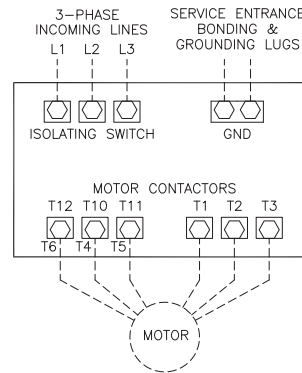 3-PHASE
INCOMING LINES
L1 L2 L3
SERVICE ENTRANCE
BONDING &
GROUNDING LUGS
ISOLATING SWITCH
GND
MOTOR CONTACTORS
T12 T10 T11 T1 T2 T3
T6 T4 T5
MOTOR